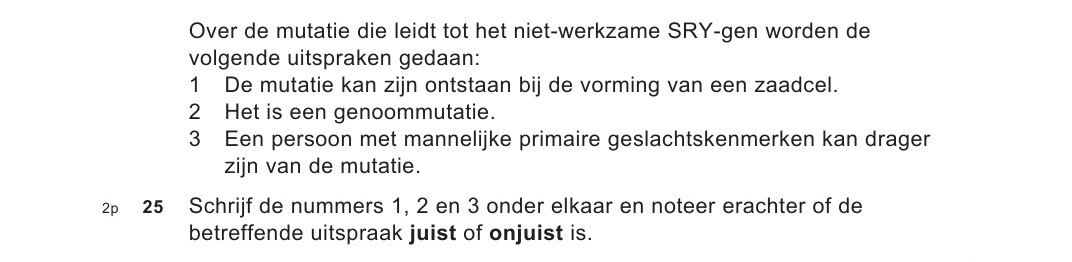 Over de mutatie die leidt tot het niet-werkzame SRY-gen worden de
volgende uitspraken gedaan:
1 De mutatie kan zijn ontstaan bij de vorming van een zaadcel.
2 Het is een genoommutatie.
3 Een persoon met mannelijke primaire geslachtskenmerken kan drager
zijn van de mutatie.
2p 25 Schrijf de nummers 1, 2 en 3 onder elkaar en noteer erachter of de
betreffende uitspraak juist of onjuist is.